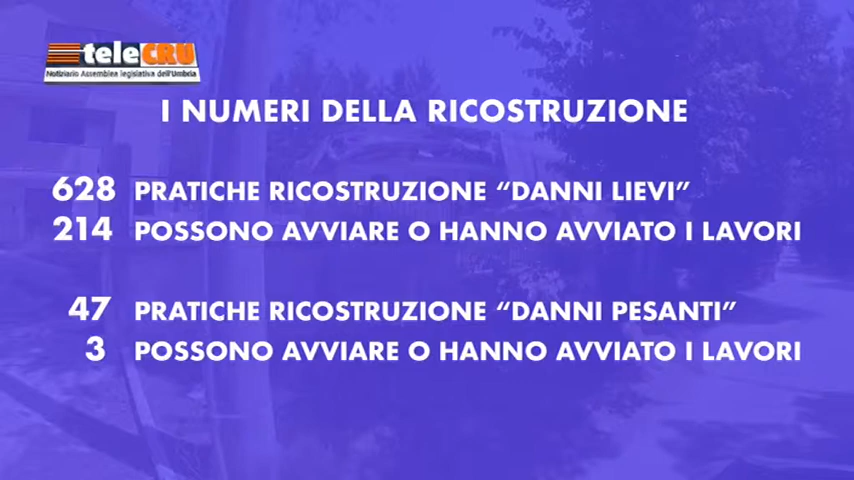 teleCRU
Notiziario Assemblea legislativa dell'Umbria
I NUMERI DELLA RICOSTRUZIONE
628 PRATICHE RICOSTRUZIONE “DANNI LIEVI”
214 POSSONO AVVIARE O HANNO AVVIATO I LAVORI
47 PRATICHE RICOSTRUZIONE “DANNI PESANTI”
3 POSSONO AVVIARE O HANNO AVVIATO I LAVORI